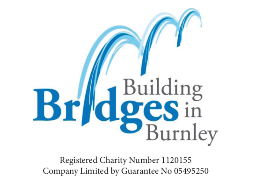 Building
Bridges in
Burnley
Registered Charity Number 1120155
Company Limited by Guarantee No 05495250